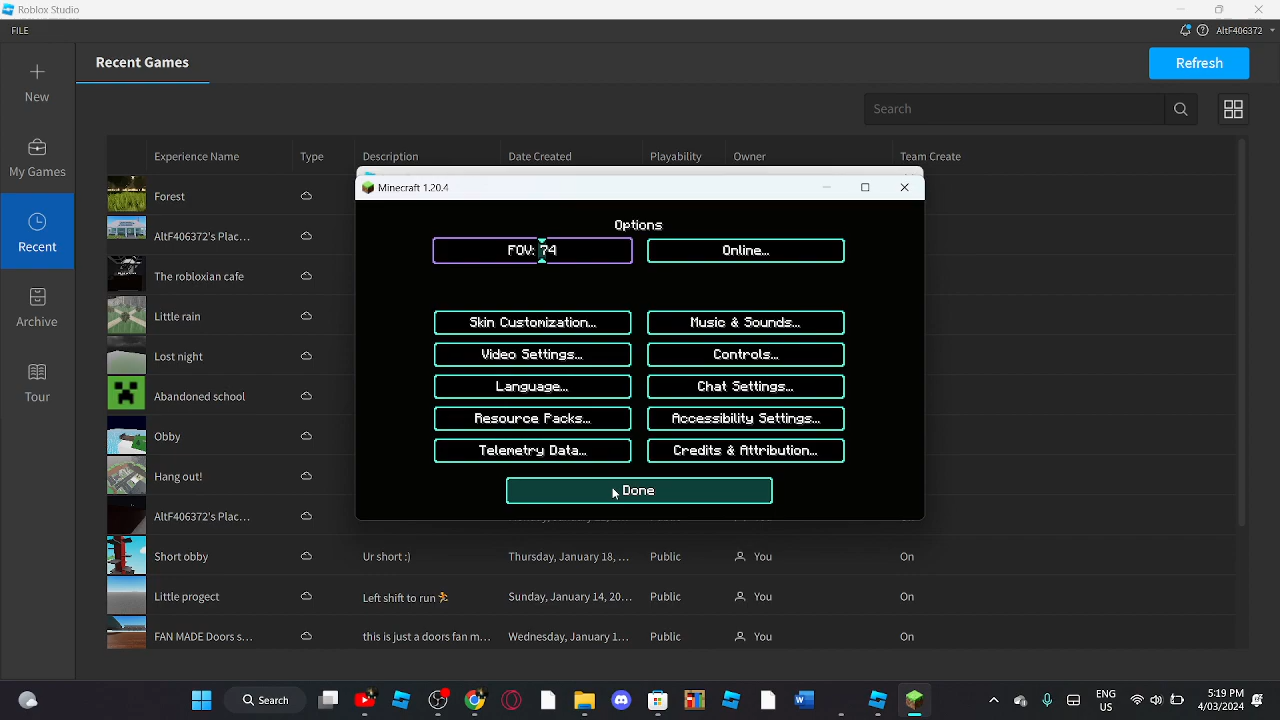 Roblox Studio
FILE
AltF406372
New
My Games
Recent
Archive
Tour
Recent Games
Refresh
Search
Experience Name Type Description Date Created Playability Owner Team Create
Forest
AltF406372's Plac...
The robloxian cafe
Little rain
Lost night
Abandoned school
Obby
Hang out!
AltF406372's Plac...
Short obby Ur short :) Thursday, January 18, ... Public You On
Little progect Left shift to run🏃 Sunday, January 14, 20... Public You On
FAN MADE Doors s... this is just a doors fan m... Wednesday, January 1... Public You On
Minecraft 1.20.4
Options
FOV: 74 Online...
Skin Customization... Music & Sounds...
Video Settings... Controls...
Language... Chat Settings...
Resource Packs... Accessibility Settings...
Telemetry Data... Credits & Attribution...
Done
Search
ENG
US
5:19 PM
4/03/2024